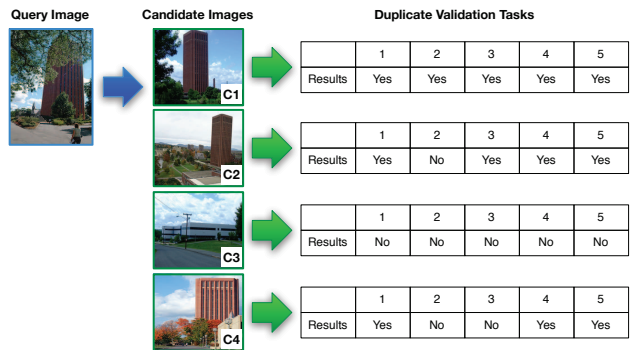 Query Image Candidate Images Duplicate Validation Tasks
1 2 3 4 5
Results Yes Yes Yes Yes Yes
C1
1 2 3 4 5
Results Yes No Yes Yes Yes
C2
1 2 3 4 5
Results No No No No No
C3
1 2 3 4 5
Results Yes No No Yes Yes
C4